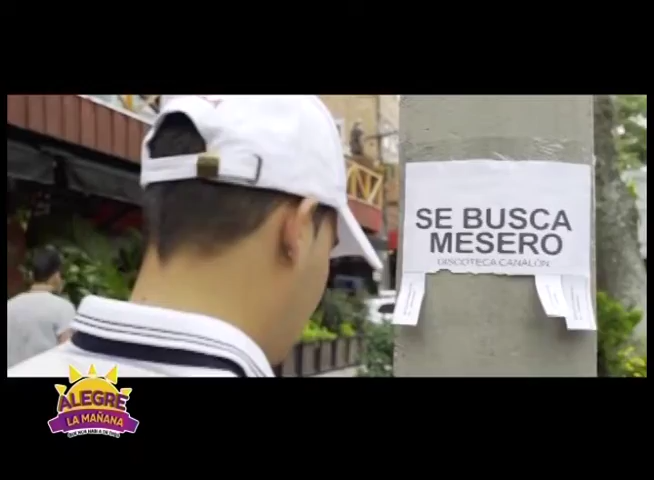 SE BUSCA
MESERO
DISCOTECA CANALÓN
ALEGRE
LA MAÑANA